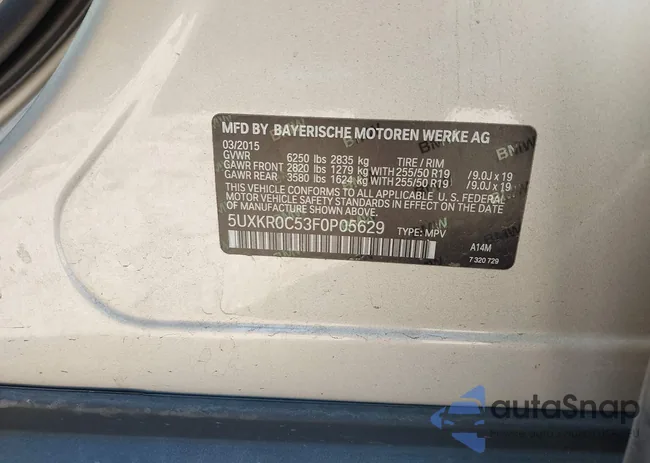 MFD BY BAYERISCHE MOTOREN WERKE AG
03/2015
GVWR 6250 lbs 2835 kg TIRE / RIM
GAWR FRONT 2820 lbs 1279 kg WITH 255/50 R19 /9.0J x 19
GAWR REAR 3580 lbs 1624 kg WITH 255/50 R19 /9.0J x 19
THIS VEHICLE CONFORMS TO ALL APPLICABLE U. S. FEDERAL
MOTOR VEHICLE SAFETY STANDARDS IN EFFECT ON THE DATE
OF MANUFACTURE SHOWN ABOVE.
5UXKR0C53F0P05629 TYPE: MPV
A14M
7 320 729
autoSnap